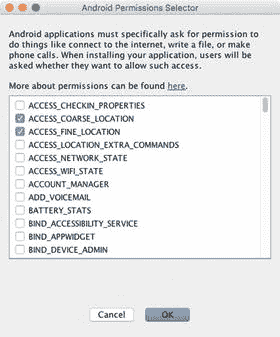 Android Permissions Selector
Android applications must specifically ask for permission to
do things like connect to the internet, write a file, or make
phone calls. When installing your application, users will be
asked whether they want to allow such access.
More about permissions can be found here.
ACCESS_CHECKIN_PROPERTIES
ACCESS_COARSE_LOCATION
ACCESS_FINE_LOCATION
ACCESS_LOCATION_EXTRA_COMMANDS
ACCESS_NETWORK_STATE
ACCESS_WIFI_STATE
ACCOUNT_MANAGER
ADD_VOICEMAIL
BATTERY_STATS
BIND_ACCESSIBILITY_SERVICE
BIND_APPWIDGET
BIND_DEVICE_ADMIN
Cancel OK